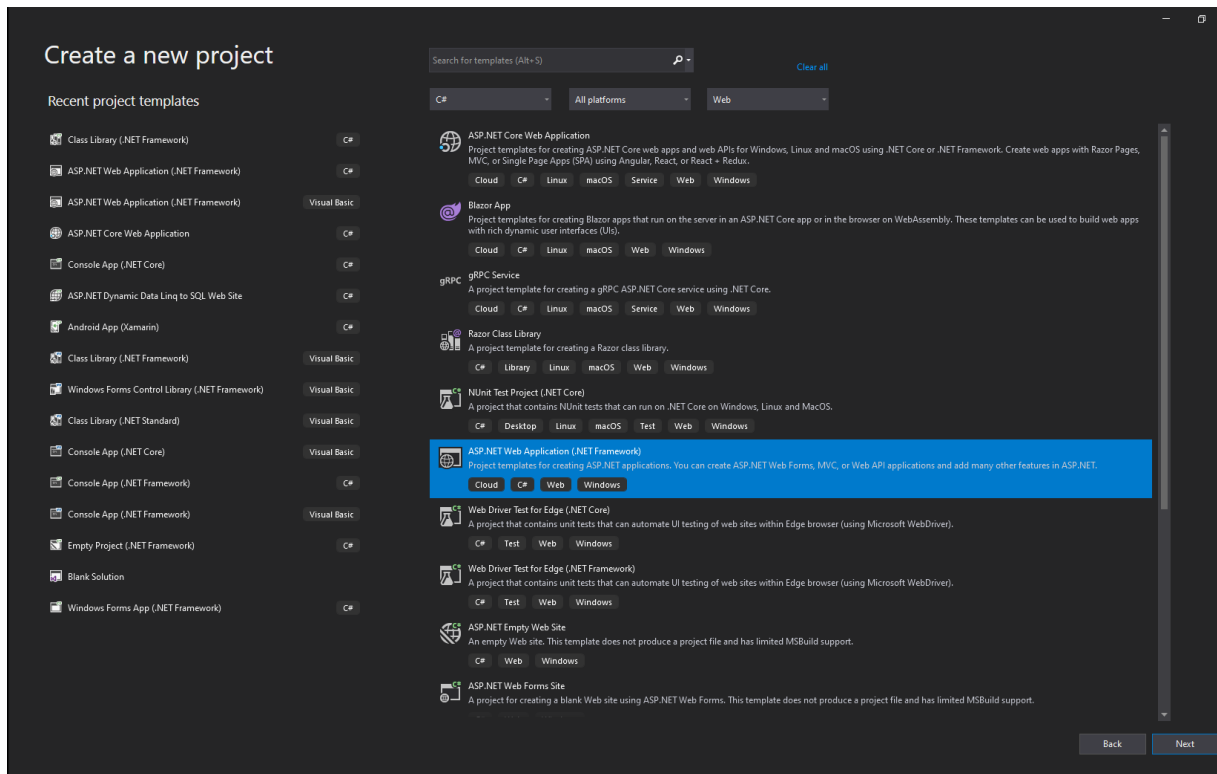 Create a new project
Search for templates (Alt+S)
Clear all
Recent project templates
C#
All platforms
Web
Class Library (.NET Framework)
C#
ASP.NET Web Application (.NET Framework)
C#
ASP.NET Web Application (.NET Framework)
Visual Basic
ASP.NET Core Web Application
C#
Console App (.NET Core)
C#
ASP.NET Dynamic Data Linq to SQL Web Site
C#
Android App (Xamarin)
C#
Class Library (.NET Framework)
Visual Basic
Windows Forms Control Library (.NET Framework)
Visual Basic
Class Library (.NET Standard)
Visual Basic
Console App (.NET Core)
Visual Basic
Console App (.NET Framework)
C#
Console App (.NET Framework)
Visual Basic
Empty Project (.NET Framework)
C#
Blank Solution
Windows Forms App (.NET Framework)
C#
ASP.NET Core Web Application
Project templates for creating ASP.NET Core web apps and web APIs for Windows, Linux and macOS using .NET Core or .NET Framework. Create web apps with Razor Pages,
MVC, or Single Page Apps (SPA) using Angular, React, or React + Redux.
Cloud C# Linux macOS Service Web Windows
Blazor App
Project templates for creating Blazor apps that run on the server in an ASP.NET Core app or in the browser on WebAssembly. These templates can be used to build web apps
with rich dynamic user interfaces (UIs).
Cloud C# Linux macOS Web Windows
gRPC
gRPC Service
A project template for creating a gRPC ASP.NET Core service using .NET Core.
Cloud C# Linux macOS Service Web Windows
Razor Class Library
A project template for creating a Razor class library.
C# Library Linux macOS Web Windows
NUnit Test Project (.NET Core)
A project that contains NUnit tests that can run on .NET Core on Windows, Linux and MacOS.
C# Desktop Linux macOS Test Web Windows
ASP.NET Web Application (.NET Framework)
Project templates for creating ASP.NET applications. You can create ASP.NET Web Forms, MVC, or Web API applications and add many other features in ASP.NET.
Cloud C# Web Windows
Web Driver Test for Edge (.NET Core)
A project that contains unit tests that can automate UI testing of web sites within Edge browser (using Microsoft WebDriver).
C# Test Web Windows
Web Driver Test for Edge (.NET Framework)
A project that contains unit tests that can automate UI testing of web sites within Edge browser (using Microsoft WebDriver).
C# Test Web Windows
ASP.NET Empty Web Site
An empty Web site. This template does not produce a project file and has limited MSBuild support.
C# Web Windows
ASP.NET Web Forms Site
A project for creating a blank Web site using ASP.NET Web Forms. This template does not produce a project file and has limited MSBuild support.
Back
Next